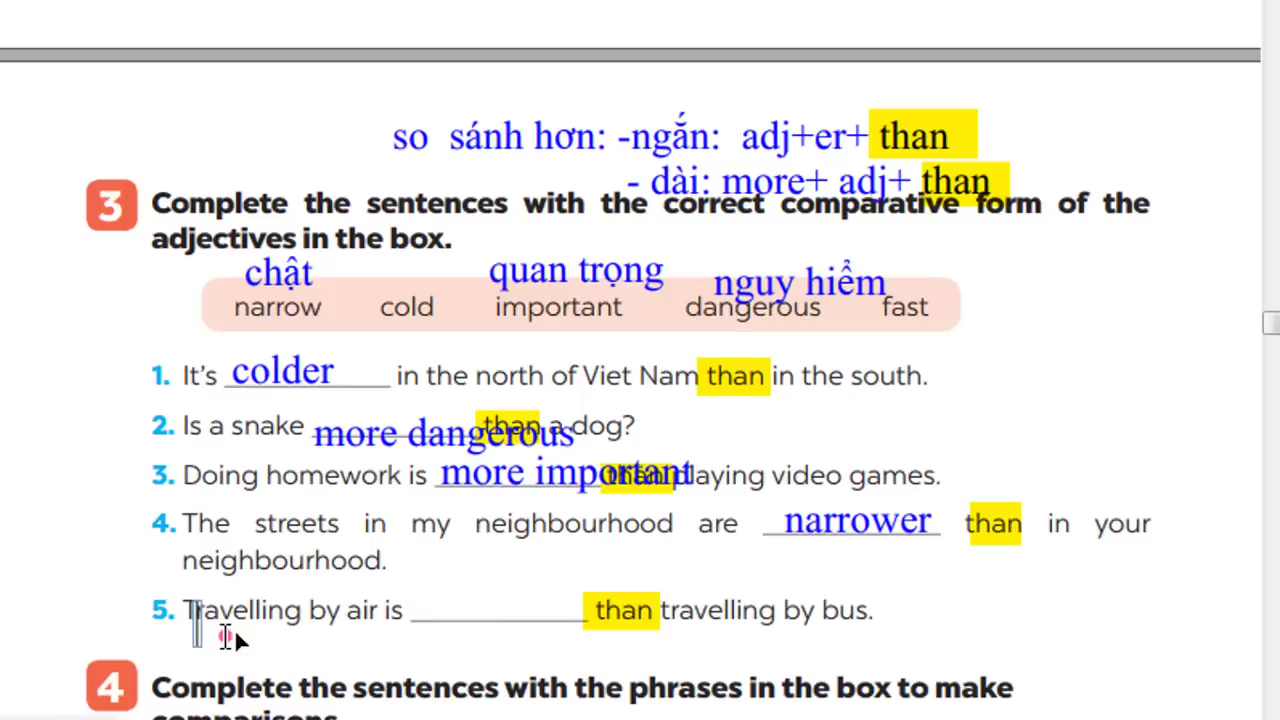 so sánh hơn: -ngắn: adj+er+ than
- dài: more+ adj+ than
3 Complete the sentences with the correct comparative form of the
adjectives in the box.
chật quan trọng nguy hiểm
narrow cold important dangerous fast
1. It's colder in the north of Viet Nam than in the south.
2. Is a snake more dangerous than a dog?
3. Doing homework is more important than playing video games.
4. The streets in my neighbourhood are narrower than in your
neighbourhood.
5. Travelling by air is __________ than travelling by bus.
4 Complete the sentences with the phrases in the box to make
comparisons.